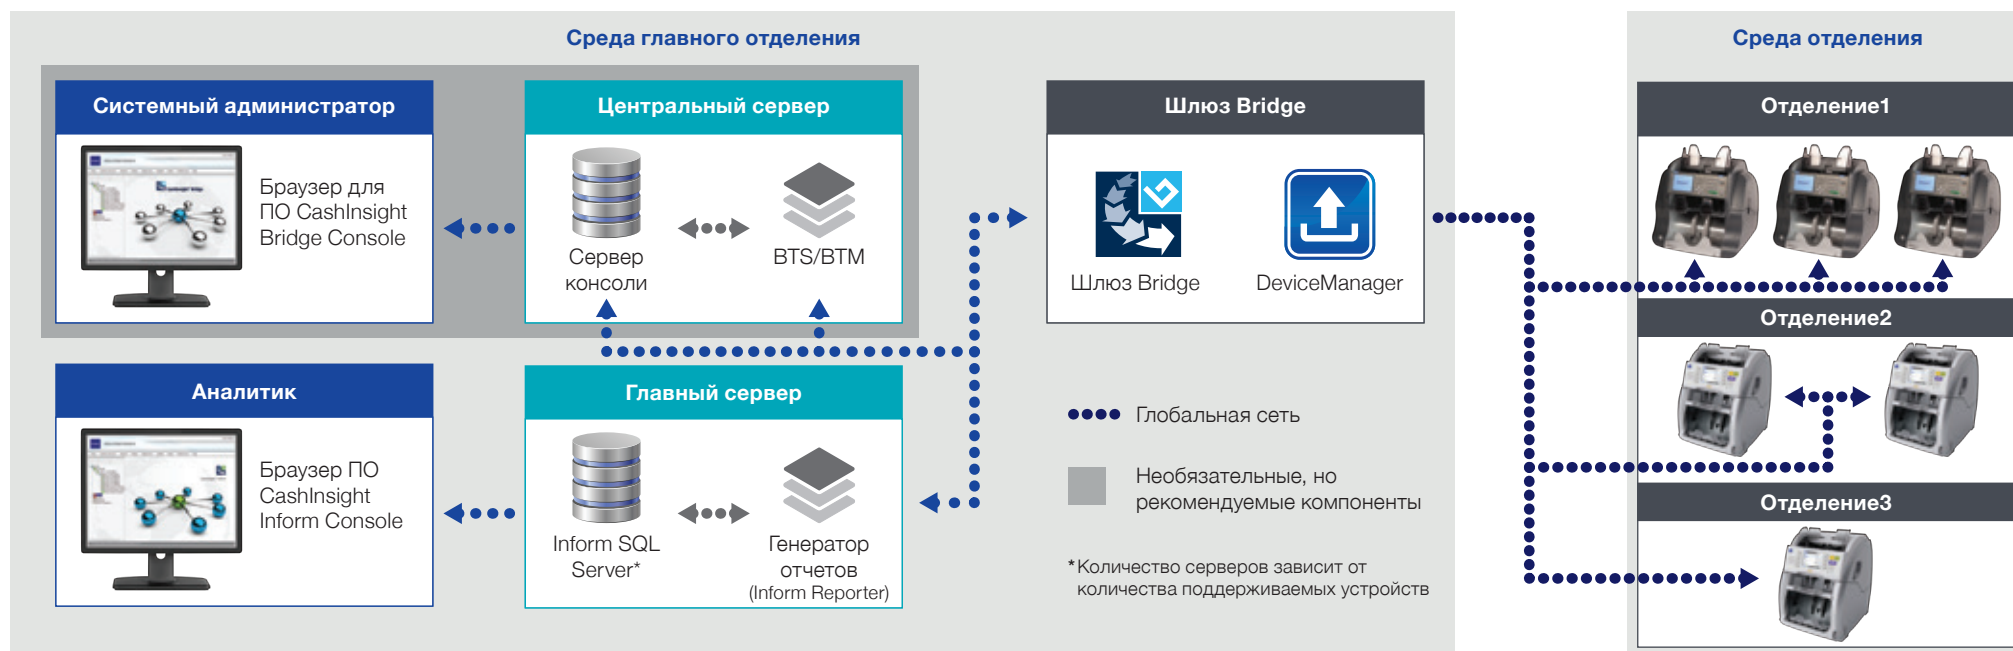 Среда главного отделения
Системный администратор
Браузер для
ПО CashInsight
Bridge Console
Центральный сервер
Сервер
консоли
BTS/BTM
Шлюз Bridge
Шлюз Bridge
DeviceManager
Аналитик
Браузер ПО
CashInsight
Inform Console
Главный сервер
Inform SQL
Server*
Генератор
отчетов
(Inform Reporter)
Глобальная сеть
Необязательные, но
рекомендуемые компоненты
*Количество серверов зависит от
количества поддерживаемых устройств
Среда отделения
Отделение1
Отделение2
Отделение3